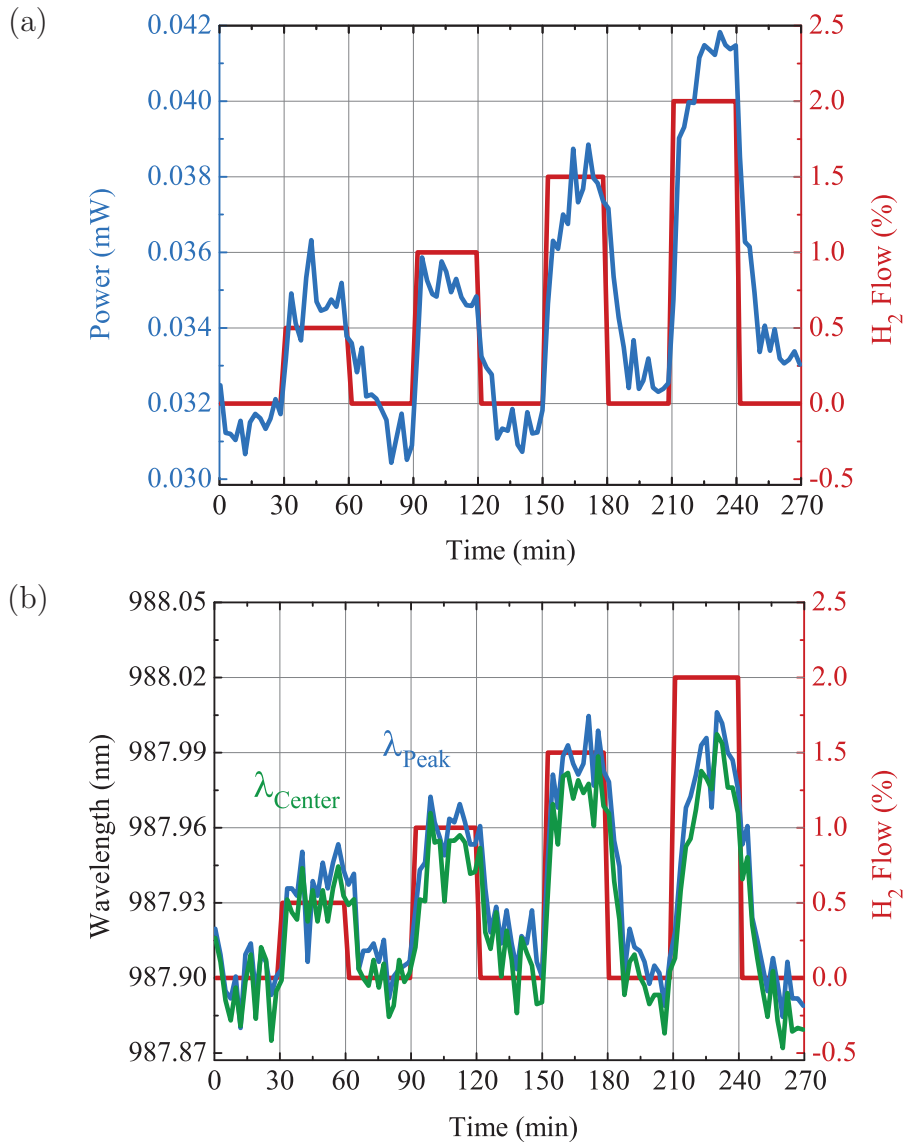 (a)
0.042
0.040
0.038
0.036
0.034
0.032
0.030
Power (mW)
2.5
2.0
1.5
1.0
0.5
0.0
-0.5
H₂ Flow (%)
0 30 60 90 120 150 180 210 240 270
Time (min)
(b)
988.05
988.02
987.99
987.96
987.93
987.90
987.87
Wavelength (nm)
λPeak
λCenter
2.5
2.0
1.5
1.0
0.5
0.0
-0.5
H₂ Flow (%)
0 30 60 90 120 150 180 210 240 270
Time (min)